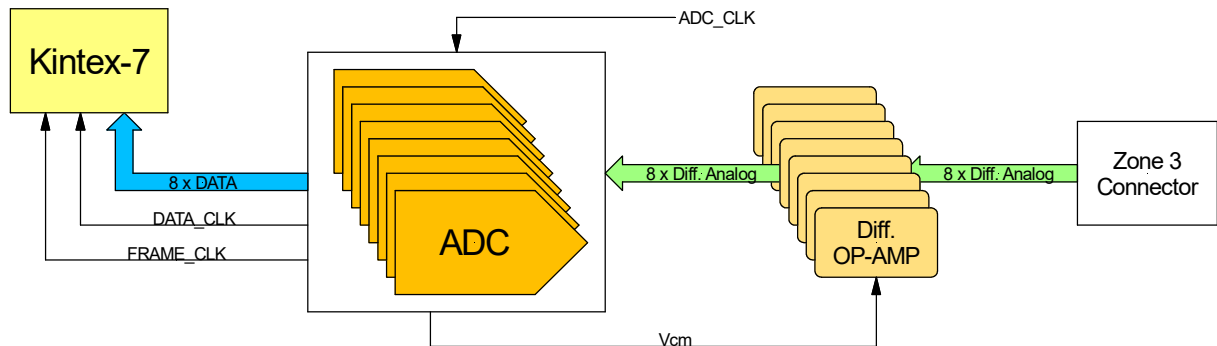 ADC_CLK
Kintex-7
8 x DATA
DATA_CLK
FRAME_CLK
ADC
8 x Diff. Analog
Diff.
OP-AMP
8 x Diff. Analog
Zone 3
Connector
Vcm